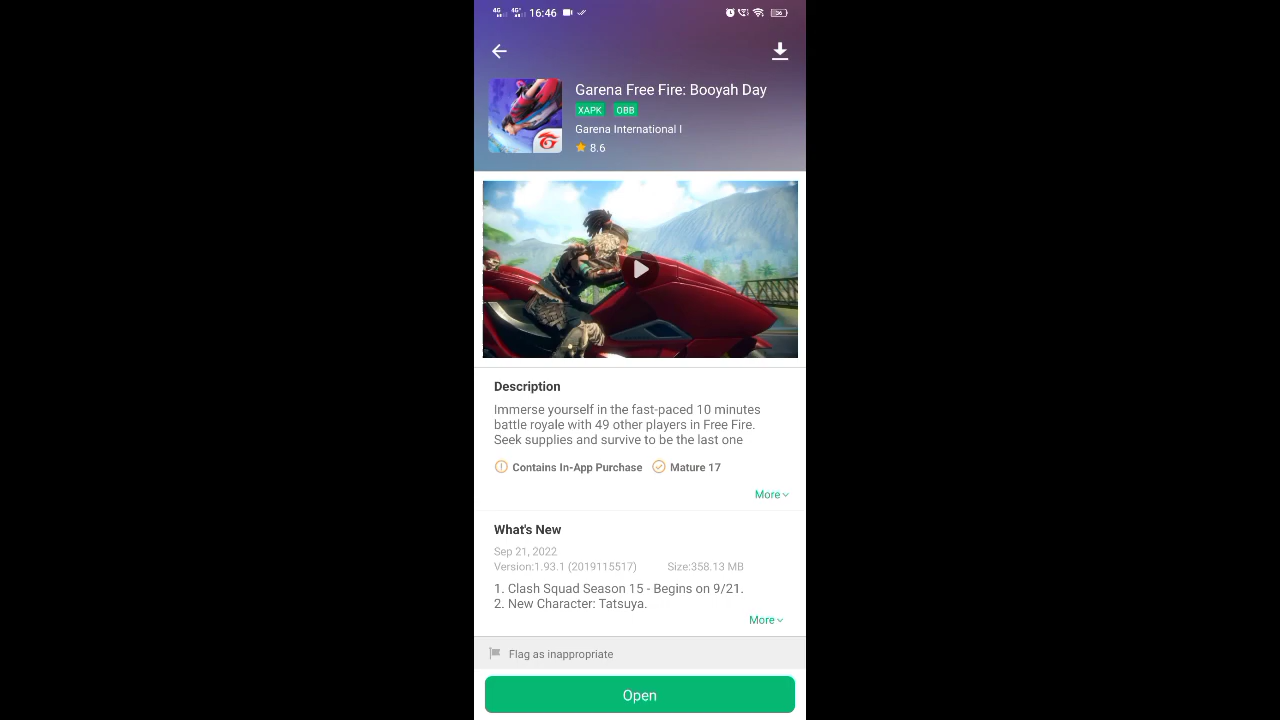 4G 4G+ 16:46 36
Garena Free Fire: Booyah Day
XAPK OBB
Garena International I
8.6
Description
Immerse yourself in the fast-paced 10 minutes
battle royale with 49 other players in Free Fire.
Seek supplies and survive to be the last one
Contains In-App Purchase Mature 17
More
What's New
Sep 21, 2022
Version:1.93.1 (2019115517) Size:358.13 MB
1. Clash Squad Season 15 - Begins on 9/21.
2. New Character: Tatsuya.
More
Flag as inappropriate
Open